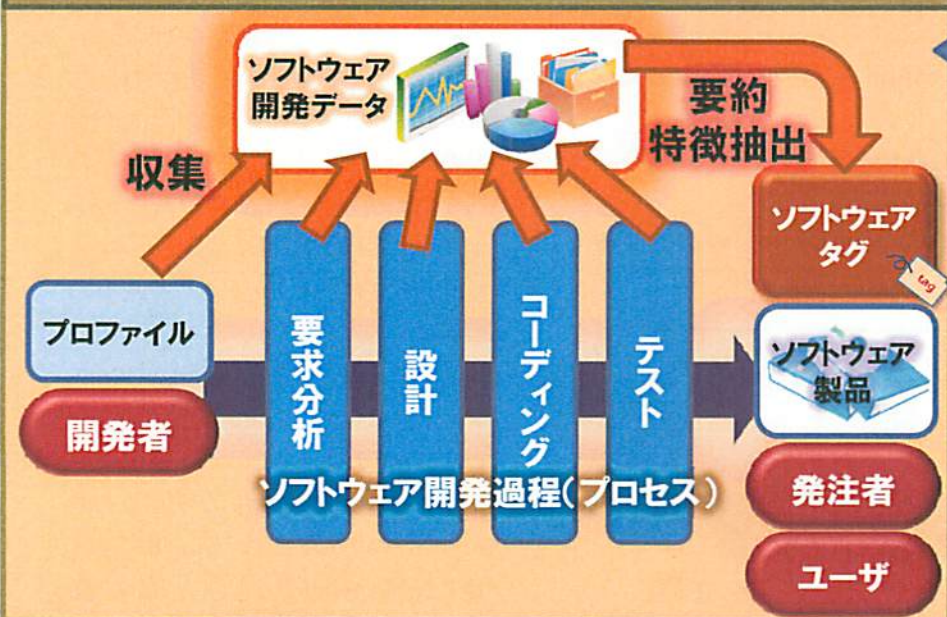 ソフトウェア
開発データ
要約
特徴抽出
収集
ソフトウェア
タグ
tag
プロファイル
開発者
要求分析
設計
コーディング
テスト
ソフトウェア開発過程(プロセス)
ソフトウェア
製品
発注者
ユーザ